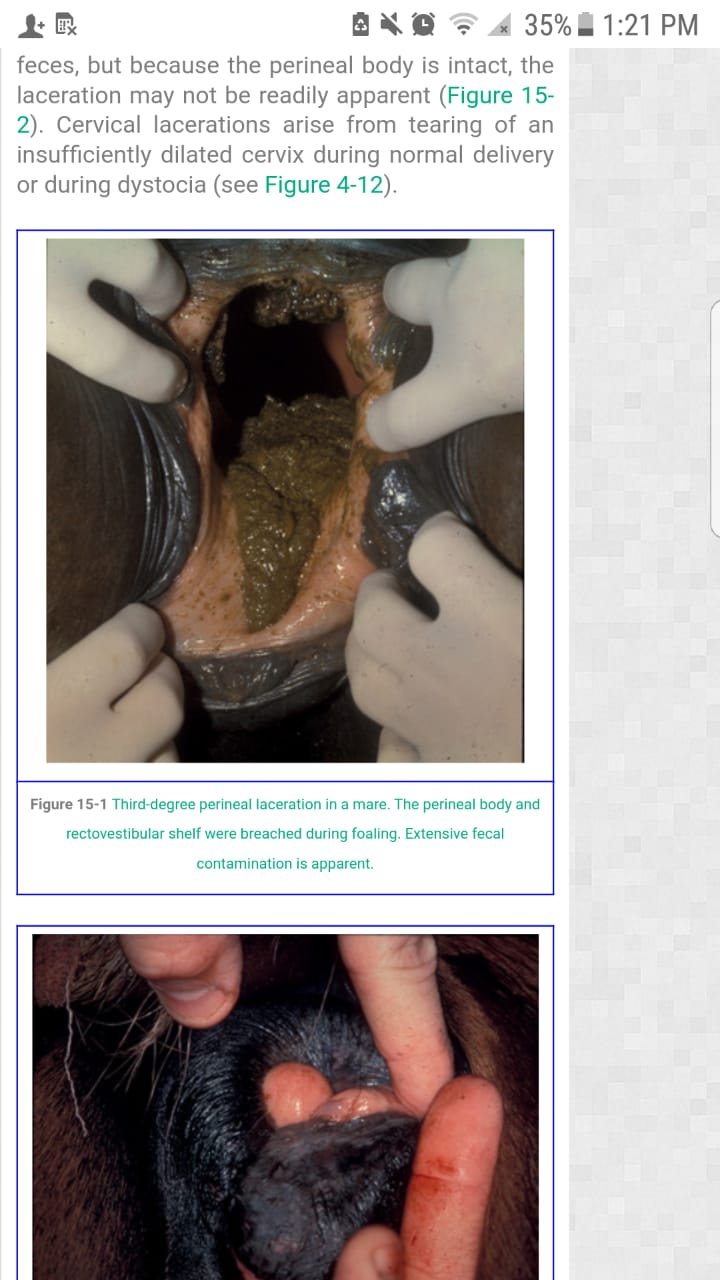 35% 1:21 PM
feces, but because the perineal body is intact, the
laceration may not be readily apparent (Figure 15-
2). Cervical lacerations arise from tearing of an
insufficiently dilated cervix during normal delivery
or during dystocia (see Figure 4-12).
Figure 15-1 Third-degree perineal laceration in a mare. The perineal body and
rectovestibular shelf were breached during foaling. Extensive fecal
contamination is apparent.